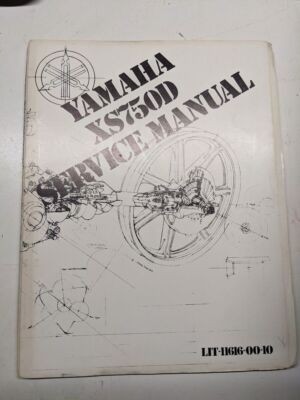 YAMAHA
XS750D
SERVICE MANUAL
LIT-11616-00-10